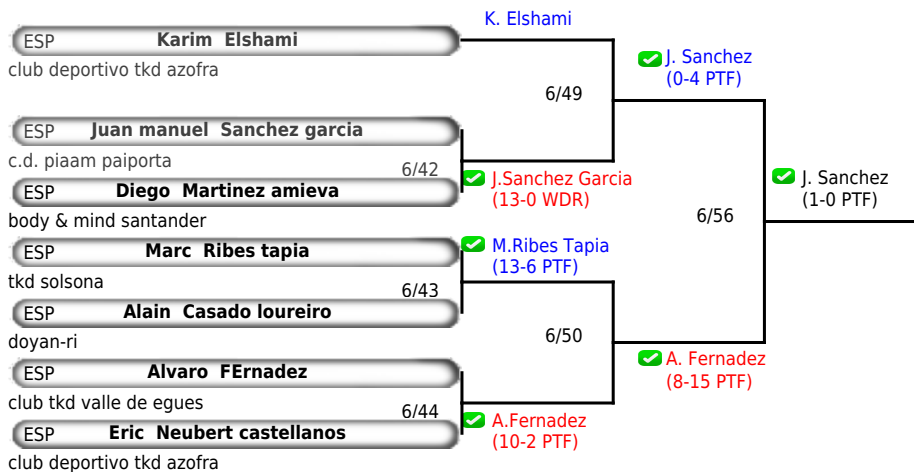 K. Elshami
ESP Karim Elshami
club deportivo tkd azofra
J. Sanchez
(0-4 PTF)
6/49
ESP Juan manuel Sanchez garcia
c.d. piaam paiporta
6/42
J.Sanchez Garcia
(13-0 WDR)
J. Sanchez
(1-0 PTF)
ESP Diego Martinez amieva
body & mind santander
6/56
ESP Marc Ribes tapia
M.Ribes Tapia
(13-6 PTF)
tkd solsona
6/43
ESP Alain Casado loureiro
doyan-ri
6/50
ESP Alvaro FErnadez
A. Fernadez
(8-15 PTF)
club tkd valle de egues
6/44
A.Fernadez
(10-2 PTF)
ESP Eric Neubert castellanos
club deportivo tkd azofra